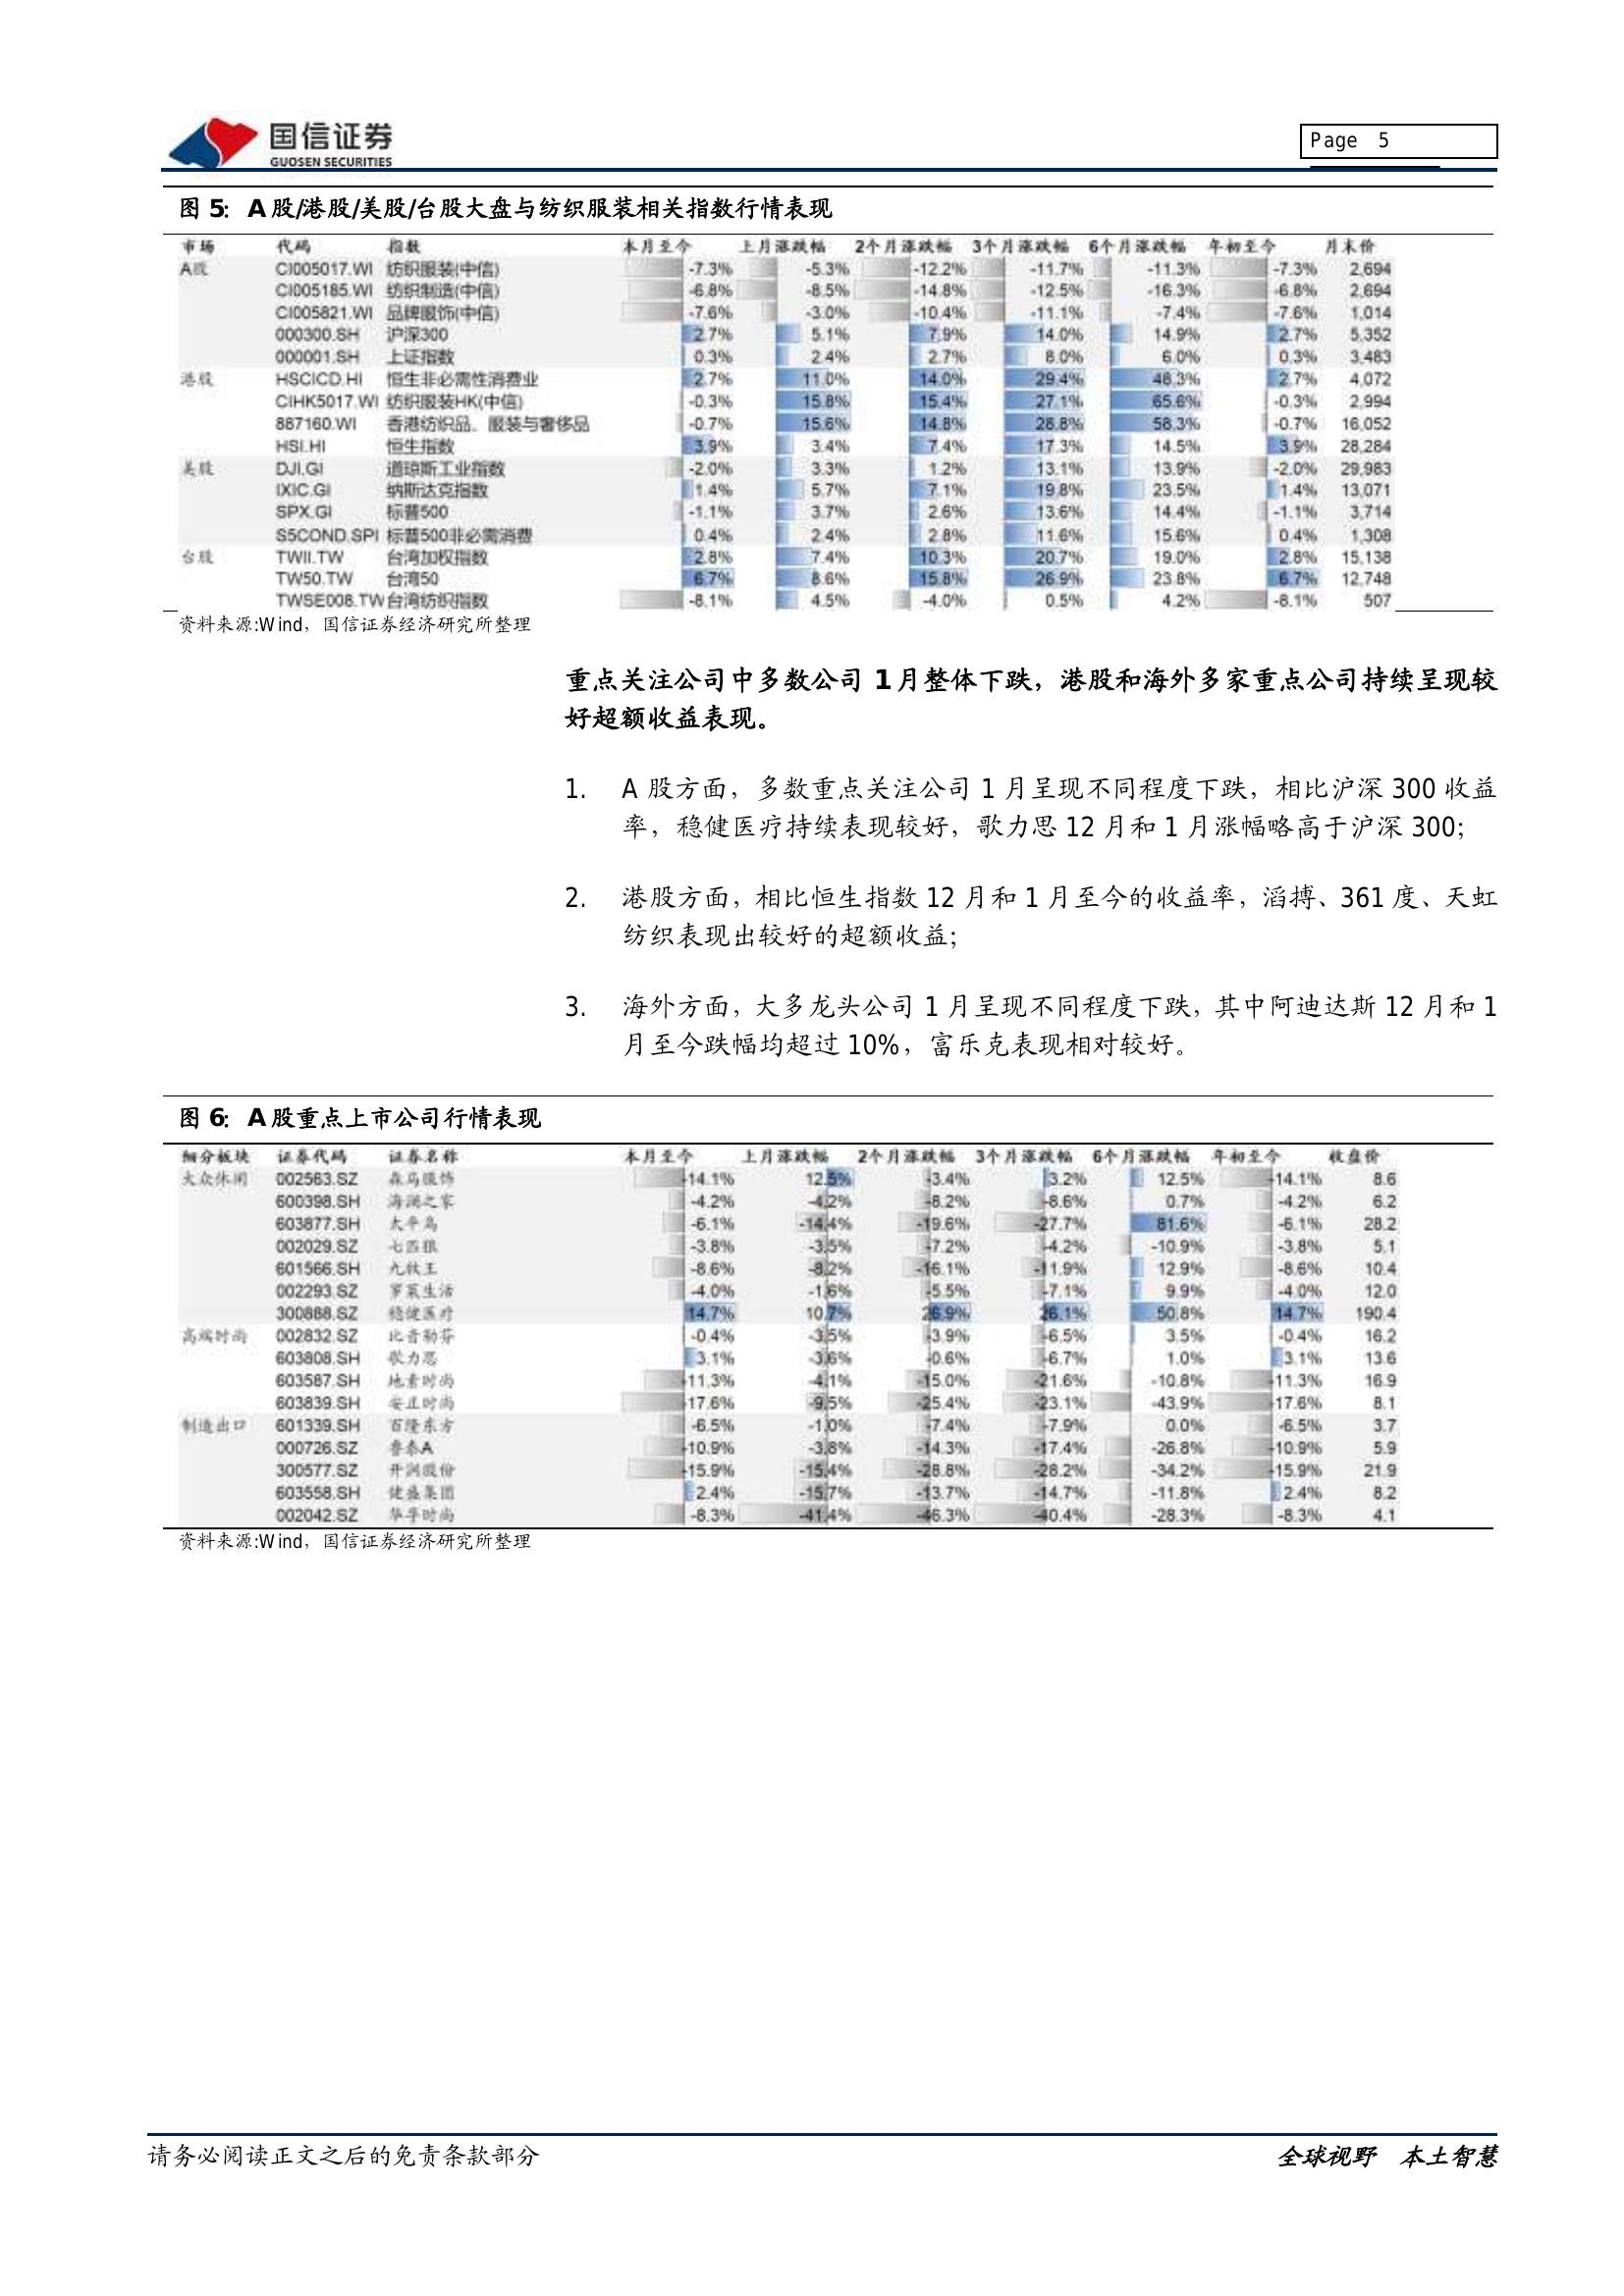 国信证券
GUOSEN SECURITIES
Page 5
图 5: A 股/港股/美股/台股大盘与纺织服装相关指数行情表现
市场 代码 指数 本月至今 上月涨跌幅 2个月涨跌幅 3个月涨跌幅 6个月涨跌幅 年初至今 月末价
A股 CI005017.WI 纺织服装(中信) -7.3% -5.3% -12.2% -11.7% -11.3% -7.3% 2,694
CI005185.WI 纺织制造(中信) -6.8% -8.5% -14.8% -12.5% -16.3% -6.8% 2,694
CI005821.WI 品牌服饰(中信) -7.6% -3.0% -10.4% -11.1% -7.4% -7.6% 1,014
000300.SH 沪深300 2.7% 5.1% 7.9% 14.0% 14.9% 2.7% 5,352
000001.SH 上证指数 0.3% 2.4% 2.7% 8.0% 6.0% 0.3% 3,483
港股 HSCICD.HI 恒生非必需性消费业 2.7% 11.0% 14.0% 29.4% 48.3% 2.7% 4,072
CIHK5017.WI 纺织服装HK(中信) -0.3% 15.8% 15.4% 27.1% 65.6% -0.3% 2,994
887160.WI 香港纺织品、服装与奢侈品 -0.7% 15.6% 14.8% 28.8% 58.3% -0.7% 16,052
HSI.HI 恒生指数 3.9% 3.4% 7.4% 17.3% 14.5% 3.9% 28,284
美股 DJI.GI 道琼斯工业指数 -2.0% 3.3% 1.2% 13.1% 13.9% -2.0% 29,983
IXIC.GI 纳斯达克指数 1.4% 5.7% 7.1% 19.8% 23.5% 1.4% 13,071
SPX.GI 标普500 -1.1% 3.7% 2.6% 13.6% 14.4% -1.1% 3,714
S5COND.SPI 标普500非必需消费 0.4% 2.4% 2.8% 11.6% 15.6% 0.4% 1,308
台股 TWII.TW 台湾加权指数 2.8% 7.4% 10.3% 20.7% 19.0% 2.8% 15,138
TW50.TW 台湾50 6.7% 8.6% 15.8% 26.9% 23.8% 6.7% 12,748
TWSE008.TW 台湾纺织指数 -8.1% 4.5% -4.0% 0.5% 4.2% -8.1% 507
资料来源:Wind，国信证券经济研究所整理
重点关注公司中多数公司 1 月整体下跌，港股和海外多家重点公司持续呈现较
好超额收益表现。
1. A 股方面，多数重点关注公司 1 月呈现不同程度下跌，相比沪深 300 收益
率，稳健医疗持续表现较好，歌力思 12 月和 1 月涨幅略高于沪深 300；
2. 港股方面，相比恒生指数 12 月和 1 月至今的收益率，滔搏、361 度、天虹
纺织表现出较好的超额收益；
3. 海外方面，大多龙头公司 1 月呈现不同程度下跌，其中阿迪达斯 12 月和 1
月至今跌幅均超过 10%，富乐克表现相对较好。
图 6: A 股重点上市公司行情表现
细分板块 证券代码 证券名称 本月至今 上月涨跌幅 2个月涨跌幅 3个月涨跌幅 6个月涨跌幅 年初至今 收盘价
大众休闲 002563.SZ 森马服饰 -14.1% 12.5% -3.4% 3.2% 12.5% -14.1% 8.6
600398.SH 海澜之家 -4.2% -4.2% -8.2% -8.6% 0.7% -4.2% 6.2
603877.SH 太平鸟 -6.1% -14.4% -19.6% -27.7% 81.6% -6.1% 28.2
002029.SZ 七匹狼 -3.8% -3.5% -7.2% -4.2% -10.9% -3.8% 5.1
601566.SH 九牧王 -8.6% -8.2% -16.1% -11.9% 12.9% -8.6% 10.4
002293.SZ 罗莱生活 -4.0% -1.6% -5.5% -7.1% 9.9% -4.0% 12.0
300888.SZ 稳健医疗 14.7% 10.7% 26.9% 26.1% 50.8% 14.7% 190.4
高端时尚 002832.SZ 比音勒芬 -0.4% -3.5% -3.9% -6.5% 3.5% -0.4% 16.2
603808.SH 歌力思 3.1% -3.6% -0.6% -6.7% 1.0% 3.1% 13.6
603587.SH 地素时尚 -11.3% -4.1% -15.0% -21.6% -10.8% -11.3% 16.9
603839.SH 安正时尚 -17.6% -9.5% -25.4% -23.1% -43.9% -17.6% 8.1
制造出口 601339.SH 百隆东方 -6.5% -1.0% -7.4% -7.9% 0.0% -6.5% 3.7
000726.SZ 鲁泰A -10.9% -3.8% -14.3% -17.4% -26.8% -10.9% 5.9
300577.SZ 开润股份 -15.9% -15.4% -28.8% -28.2% -34.2% -15.9% 21.9
603558.SH 健盛集团 2.4% -15.7% -13.7% -14.7% -11.8% 2.4% 8.2
002042.SZ 华孚时尚 -8.3% -41.4% -46.3% -40.4% -28.3% -8.3% 4.1
资料来源:Wind，国信证券经济研究所整理
请务必阅读正文之后的免责条款部分
全球视野 本土智慧